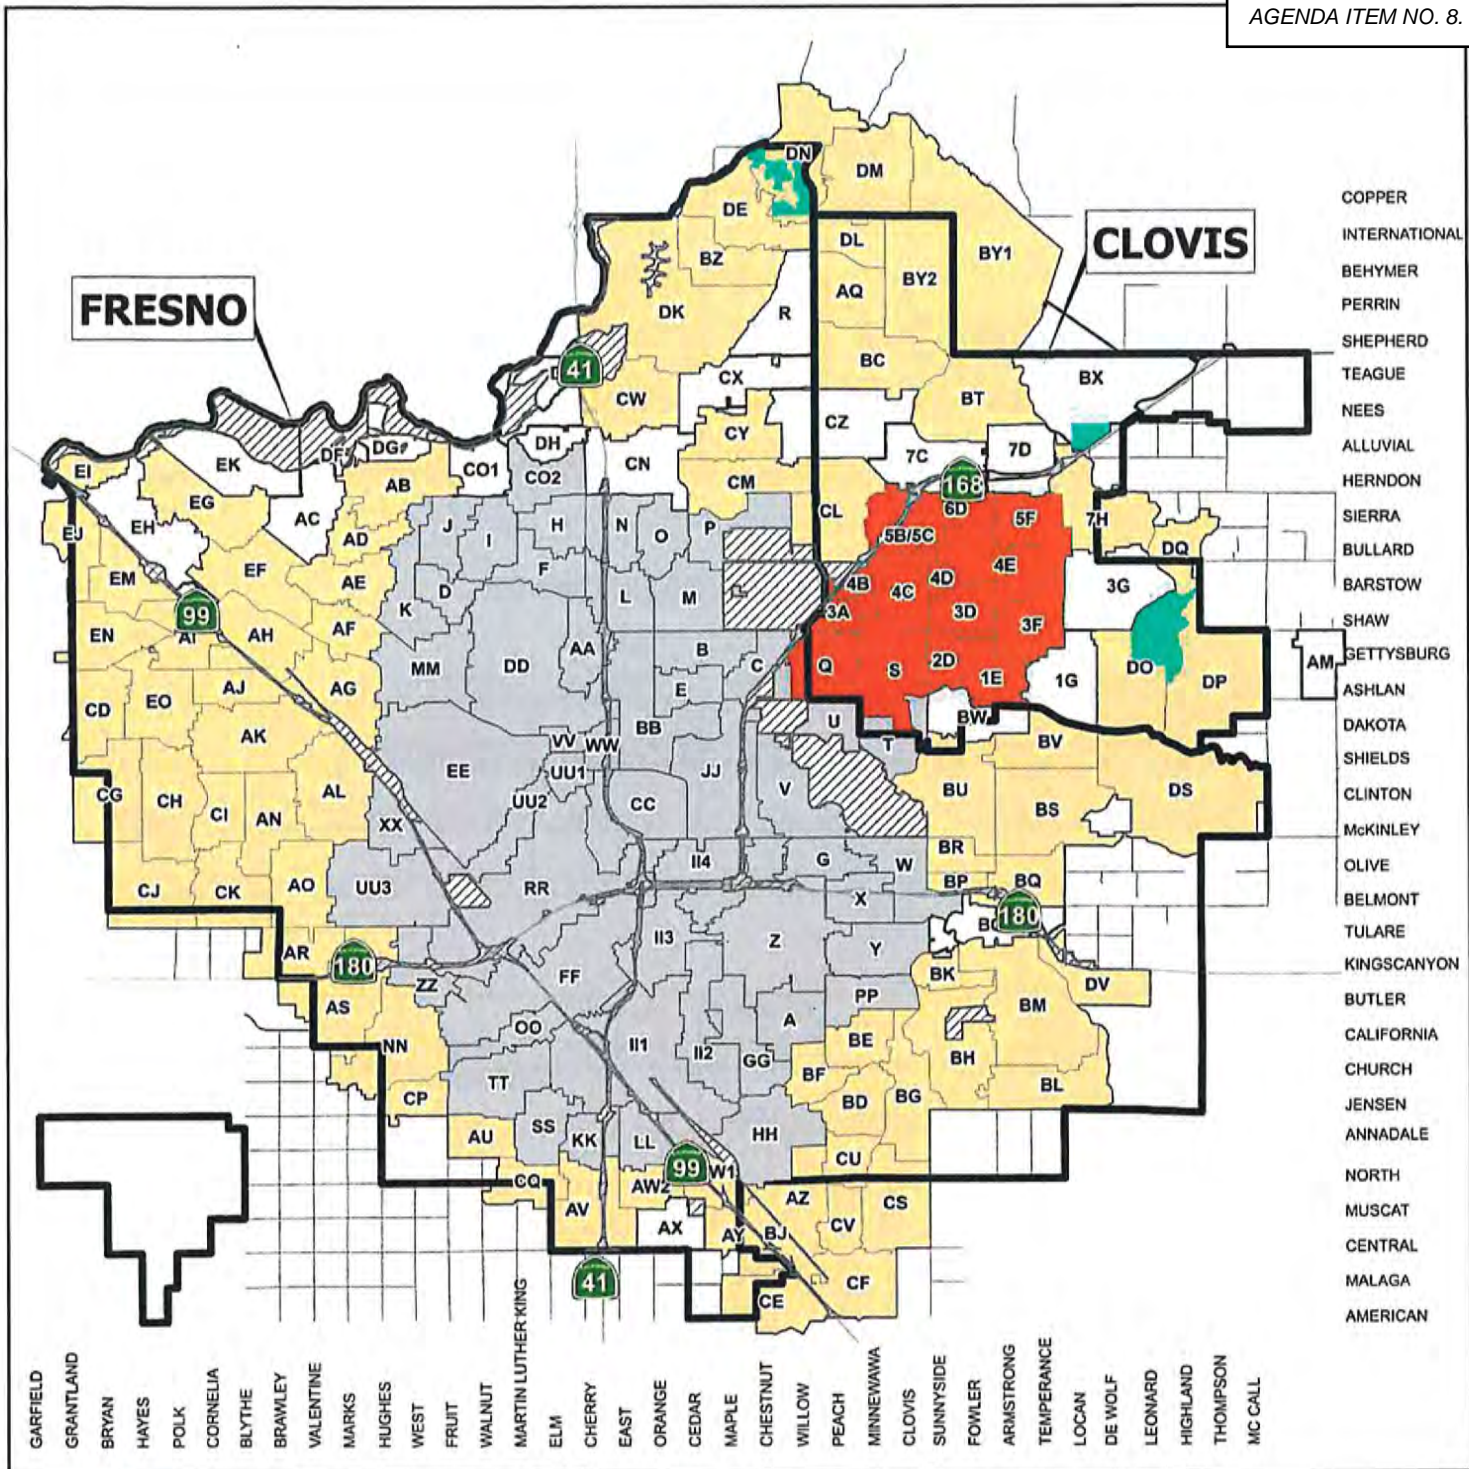 AGENDA ITEM NO. 8.
FRESNO
CLOVIS
COPPER
INTERNATIONAL
BEHYMER
PERRIN
SHEPHERD
TEAGUE
NEES
ALLUVIAL
HERNDON
SIERRA
BULLARD
BARSTOW
SHAW
GETTYSBURG
ASHLAN
DAKOTA
SHIELDS
CLINTON
McKINLEY
OLIVE
BELMONT
TULARE
KINGSCANYON
BUTLER
CALIFORNIA
CHURCH
JENSEN
ANNADALE
NORTH
MUSCAT
CENTRAL
MALAGA
AMERICAN
DN
DM
DE
DL
BZ
BY1
BY2
AQ
DK
R
BC
41
CX
BX
CW
BT
CY
CZ
DH
7C
7D
EK
DG
CO1
CO2
CN
CM
EI
EG
AB
168
6D
AC
CL
5F
7H
EJ
EH
AD
J
I
H
N
O
P
5B/5C
DQ
EM
EF
AE
F
D
K
L
M
4B
4C
4D
4E
3G
99
3A
3D
3F
EN
AI
AH
AF
AA
B
C
AM
MM
DD
E
Q
S
2D
1E
1G
DO
DP
CD
EO
AJ
AG
BB
U
BW
AK
VV
WW
T
BV
EE
UU1
JJ
CG
CH
CI
AN
AL
UU2
CC
V
BU
BS
DS
XX
BR
CJ
CK
AO
UU3
RR
II4
G
W
BP
BQ
X
180
AR
180
II3
Z
Y
ZZ
FF
BK
DV
AS
PP
BM
OO
A
NN
II1
II2
GG
BE
BH
TT
BF
CP
BD
BG
BL
SS
KK
LL
HH
AU
CU
99
W1
CQ
AW2
AZ
CS
AV
AX
AY
BJ
CV
41
CE
CF
GARFIELD
GRANTLAND
BRYAN
HAYES
POLK
CORNELIA
BLYTHE
BRAWLEY
VALENTINE
MARKS
HUGHES
WEST
FRUIT
WALNUT
MARTIN LUTHER KING
ELM
CHERRY
EAST
ORANGE
CEDAR
MAPLE
CHESTNUT
WILLOW
PEACH
MINNEWAWA
CLOVIS
SUNNYSIDE
FOWLER
ARMSTRONG
TEMPERANCE
LOCAN
DE WOLF
LEONARD
HIGHLAND
THOMPSON
MC CALL